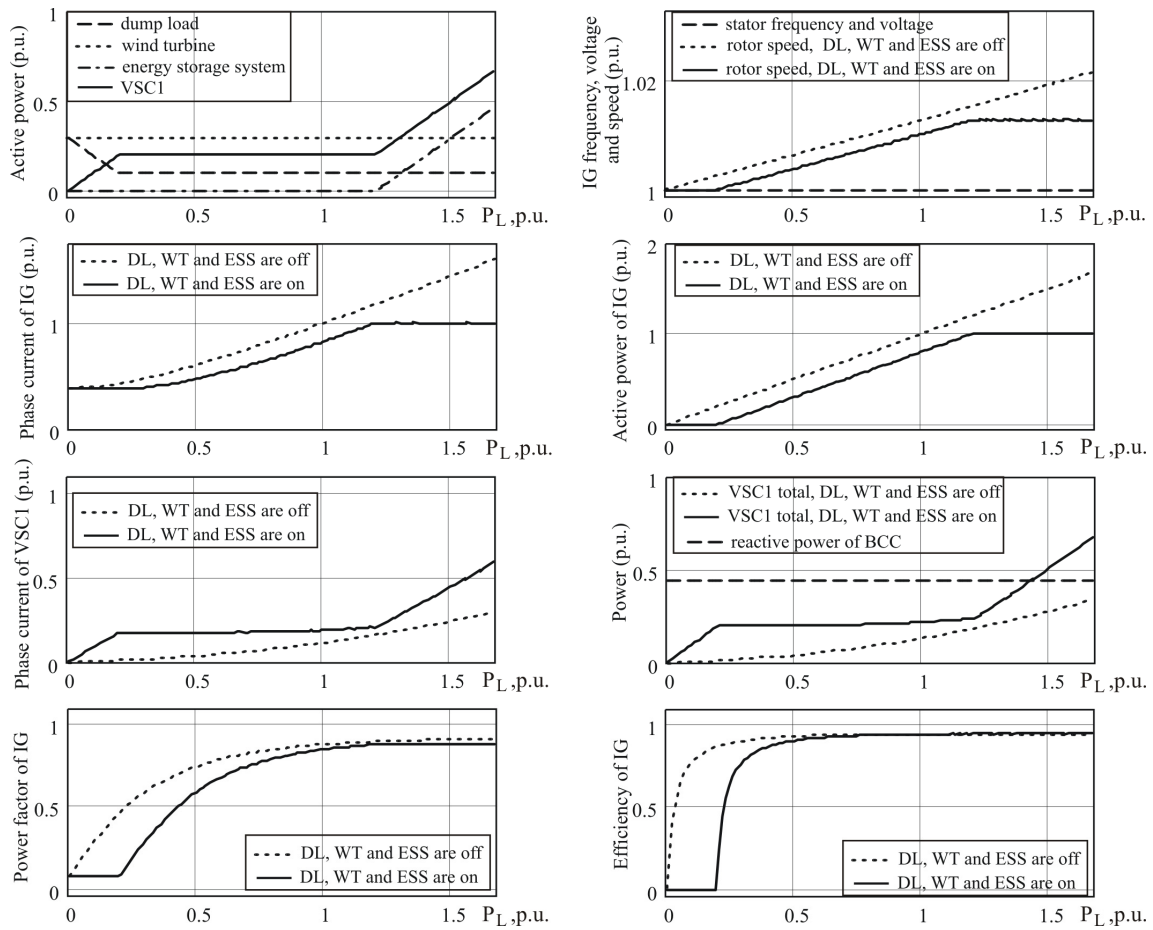 Active power (p.u.)
1
0.5
0
dump load
wind turbine
energy storage system
VSC1
0
0.5
1
1.5
P L ,p.u.
IG frequency, voltage
and speed (p.u.)
1.02
1
stator frequency and voltage
rotor speed, DL, WT and ESS are off
rotor speed, DL, WT and ESS are on
0
0.5
1
1.5
P L ,p.u.
Phase current of IG (p.u.)
1
0
DL, WT and ESS are off
DL, WT and ESS are on
0
0.5
1
1.5
P L ,p.u.
Active power of IG (p.u.)
2
1
0
DL, WT and ESS are off
DL, WT and ESS are on
0
0.5
1
1.5
P L ,p.u.
Phase current of VSC1 (p.u.)
1
0.5
0
DL, WT and ESS are off
DL, WT and ESS are on
0
0.5
1
1.5
P L ,p.u.
Power (p.u.)
1
0.5
0
VSC1 total, DL, WT and ESS are off
VSC1 total, DL, WT and ESS are on
reactive power of BCC
0
0.5
1
1.5
P L ,p.u.
Power factor of IG
1
0.5
0
DL, WT and ESS are off
DL, WT and ESS are on
0
0.5
1
1.5
P L ,p.u.
Efficiency of IG
1
0.5
0
DL, WT and ESS are off
DL, WT and ESS are on
0
0.5
1
1.5
P L ,p.u.